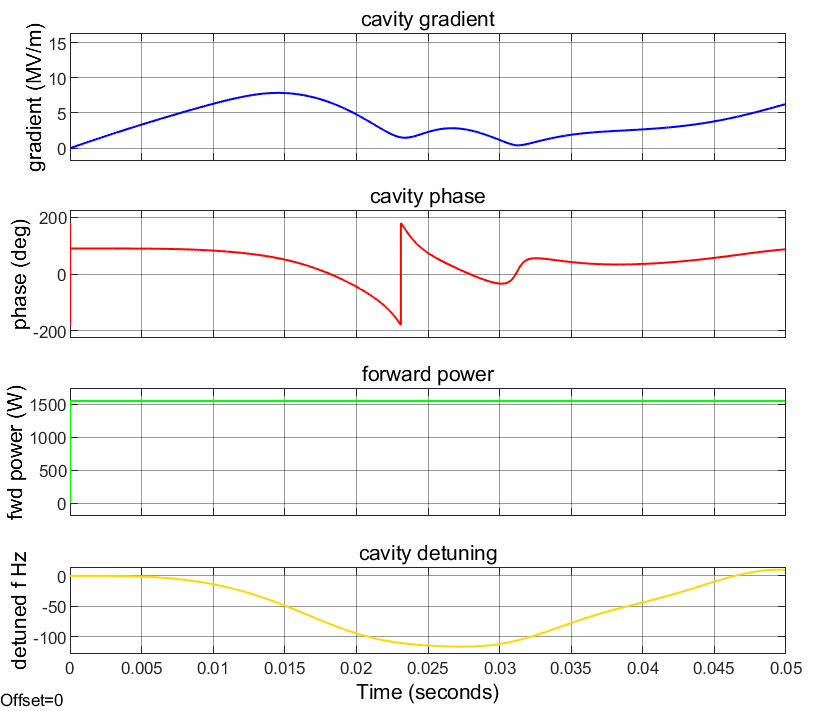 cavity gradient
gradient (MV/m)
15
10
5
0
cavity phase
phase (deg)
200
0
-200
forward power
fwd power (W)
1500
1000
500
0
cavity detuning
detuned f Hz
0
-50
-100
0 0.005 0.01 0.015 0.02 0.025 0.03 0.035 0.04 0.045 0.05
Time (seconds)
Offset=0